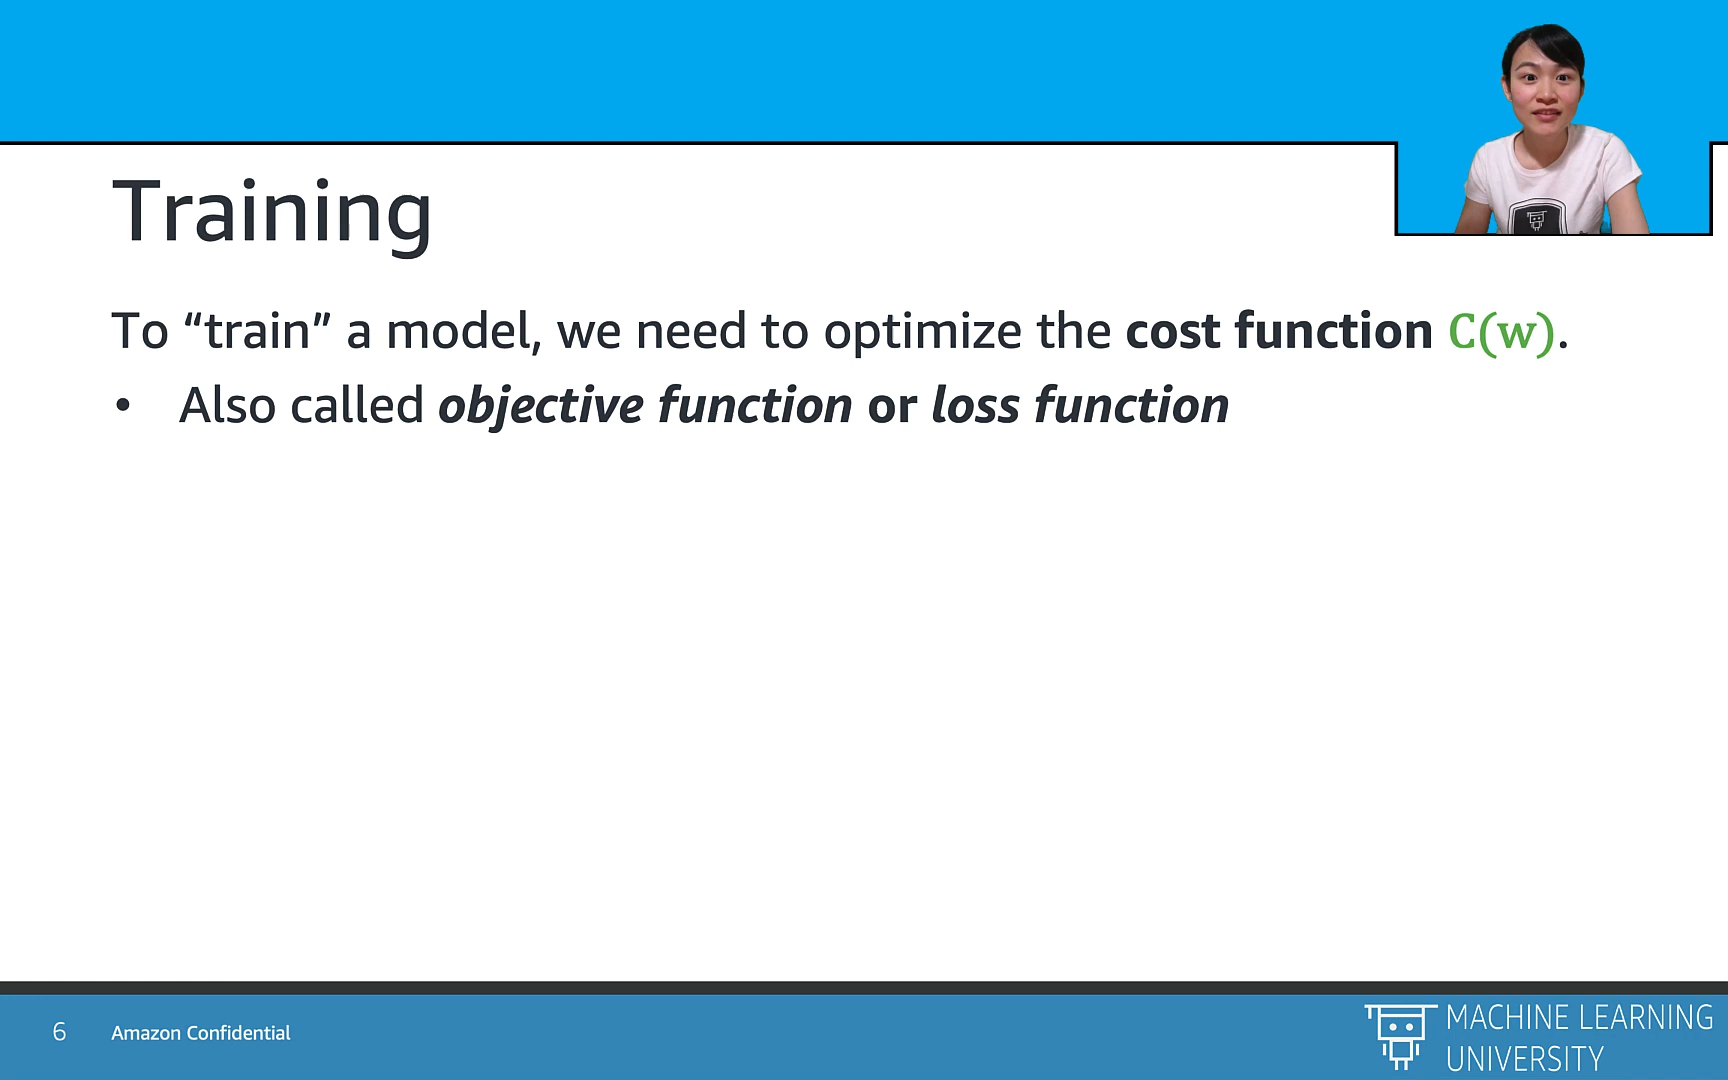 Training
To “train” a model, we need to optimize the cost function C(w).
• Also called objective function or loss function
6 Amazon Confidential
MACHINE LEARNING
UNIVERSITY